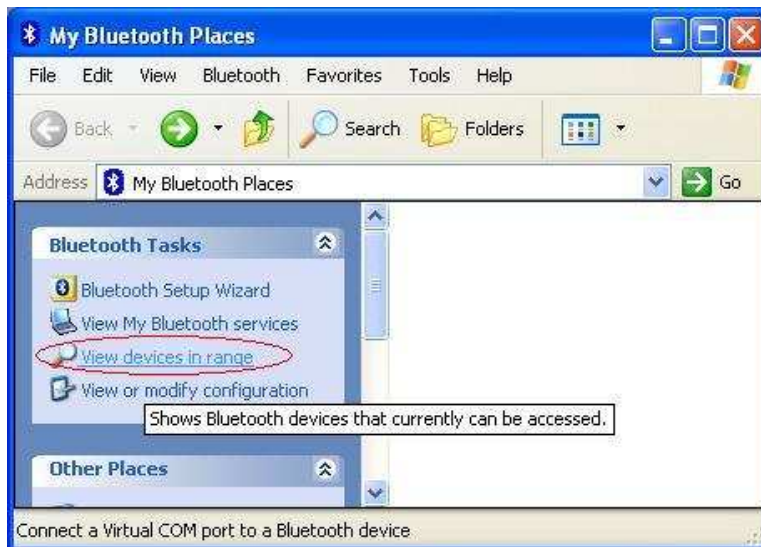 My Bluetooth Places
File Edit View Bluetooth Favorites Tools Help
Back Search Folders
Address My Bluetooth Places Go
Bluetooth Tasks
Bluetooth Setup Wizard
View My Bluetooth services
View devices in range
View or modify configuration
Shows Bluetooth devices that currently can be accessed.
Other Places
Connect a Virtual COM port to a Bluetooth device